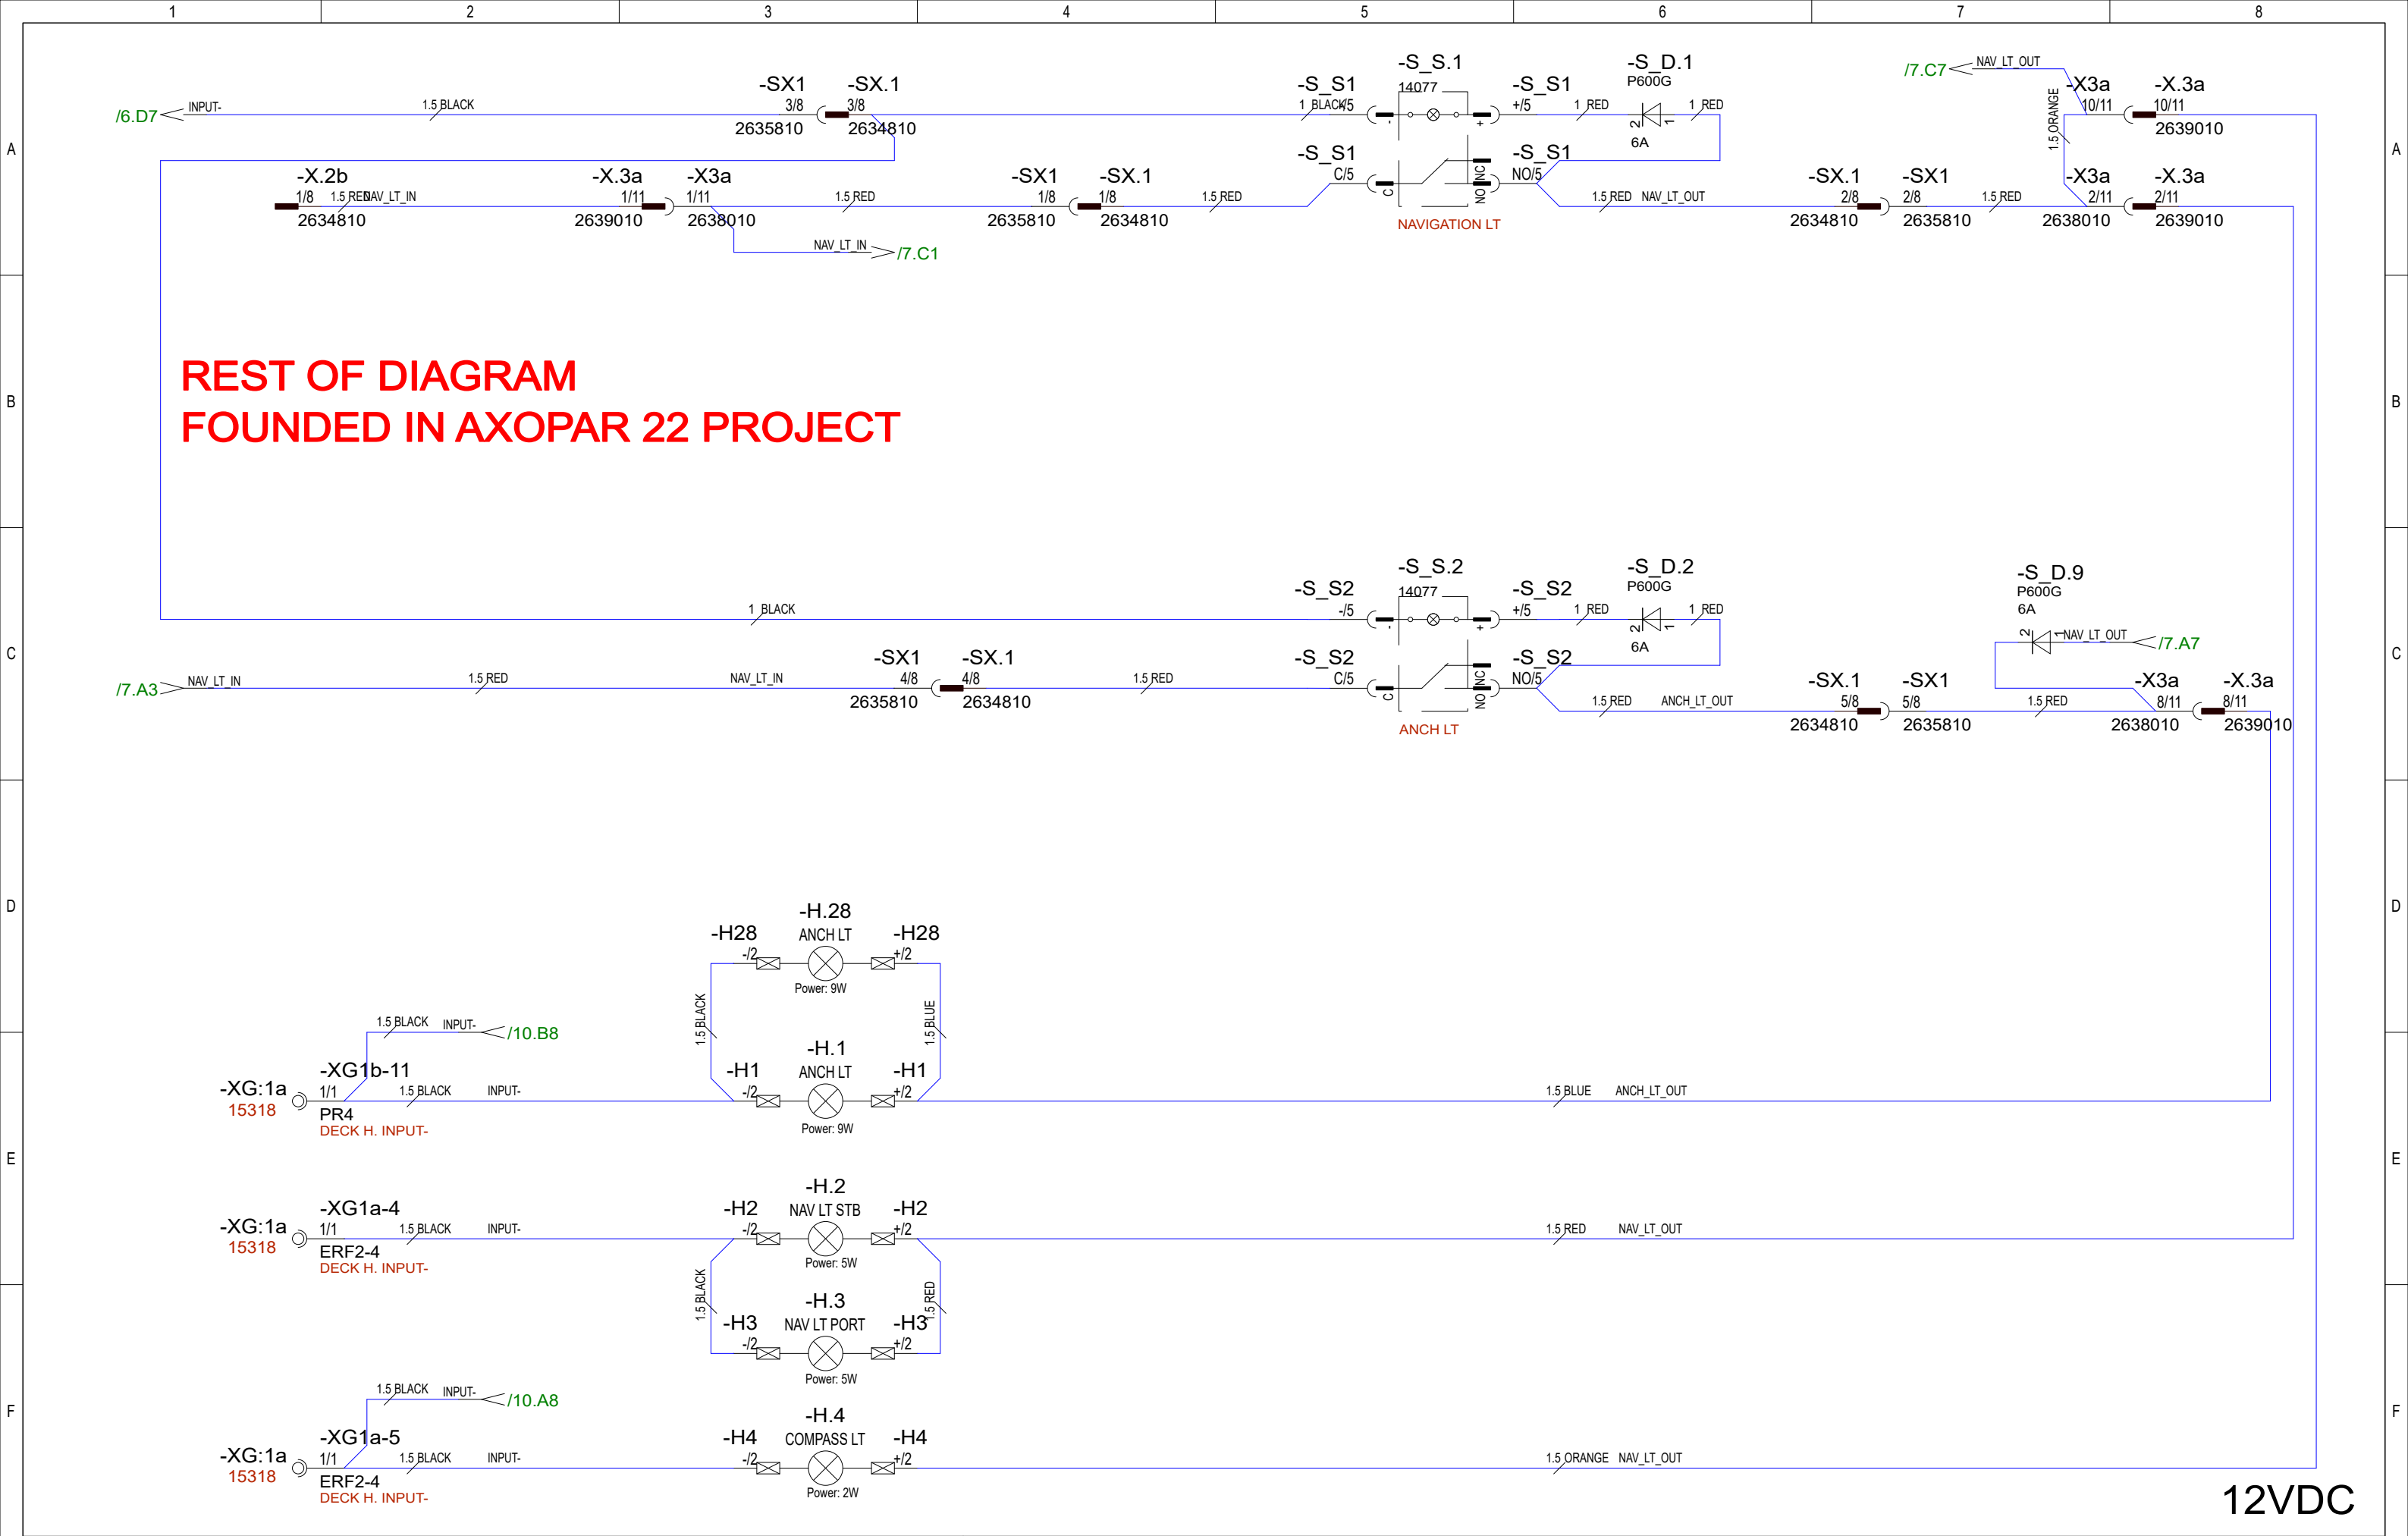 1 2 3 4 5 6 7 8
A A
/6.D7 INPUT- 1.5 BLACK
-SX1 -SX.1
3/8 3/8
2635810 2634810
-S_S1 -S_S.1 -S_S1
14077
1 BLACK -/5 +/5 1 RED
- +
-S_D.1
P600G
2 1
6A
1 RED
/7.C7 NAV_LT_OUT
1.5 ORANGE
-X3a -X.3a
10/11 10/11
2639010
-X.2b
1/8 1.5 RED NAV_LT_IN
2634810
-X.3a -X3a
1/11 1/11
2639010 2638010
1.5 RED
NAV_LT_IN /7.C1
-SX1 -SX.1
1/8 1/8
2635810 2634810
1.5 RED
-S_S1 -S_S1
C/5 NO/5
C NO NC
NAVIGATION LT
1.5 RED NAV_LT_OUT
-SX.1 -SX1
2/8 2/8
2634810 2635810
1.5 RED
-X3a -X.3a
2/11 2/11
2638010 2639010
B B
REST OF DIAGRAM
FOUNDED IN AXOPAR 22 PROJECT
C C
1 BLACK
-S_S2 -S_S.2 -S_S2
14077
-/5 +/5 1 RED
- +
-S_D.2
P600G
2 1
6A
1 RED
-S_D.9
P600G
6A
2 1 NAV_LT_OUT /7.A7
/7.A3 NAV_LT_IN 1.5 RED NAV_LT_IN
-SX1 -SX.1
4/8 4/8
2635810 2634810
1.5 RED
-S_S2 -S_S2
C/5 NO/5
C NO NC
ANCH LT
1.5 RED ANCH_LT_OUT
-SX.1 -SX1
5/8 5/8
2634810 2635810
1.5 RED
-X3a -X.3a
8/11 8/11
2638010 2639010
D D
-H28 -H.28 -H28
ANCH LT
-/2 +/2
Power: 9W
1.5 BLACK 1.5 BLUE
1.5 BLACK INPUT- /10.B8
E E
-XG:1a -XG1b-11
15318 1/1 1.5 BLACK INPUT-
PR4
DECK H. INPUT-
-H1 -H.1 -H1
ANCH LT
-/2 +/2
Power: 9W
1.5 BLUE ANCH_LT_OUT
-XG:1a -XG1a-4
15318 1/1 1.5 BLACK INPUT-
ERF2-4
DECK H. INPUT-
-H2 -H.2 -H2
NAV LT STB
-/2 +/2
Power: 5W
1.5 RED NAV_LT_OUT
1.5 BLACK 1.5 RED
-H3 -H.3 -H3
NAV LT PORT
-/2 +/2
Power: 5W
F F
1.5 BLACK INPUT- /10.A8
-XG:1a -XG1a-5
15318 1/1 1.5 BLACK INPUT-
ERF2-4
DECK H. INPUT-
-H4 -H.4 -H4
COMPASS LT
-/2 +/2
Power: 2W
1.5 ORANGE NAV_LT_OUT
12VDC